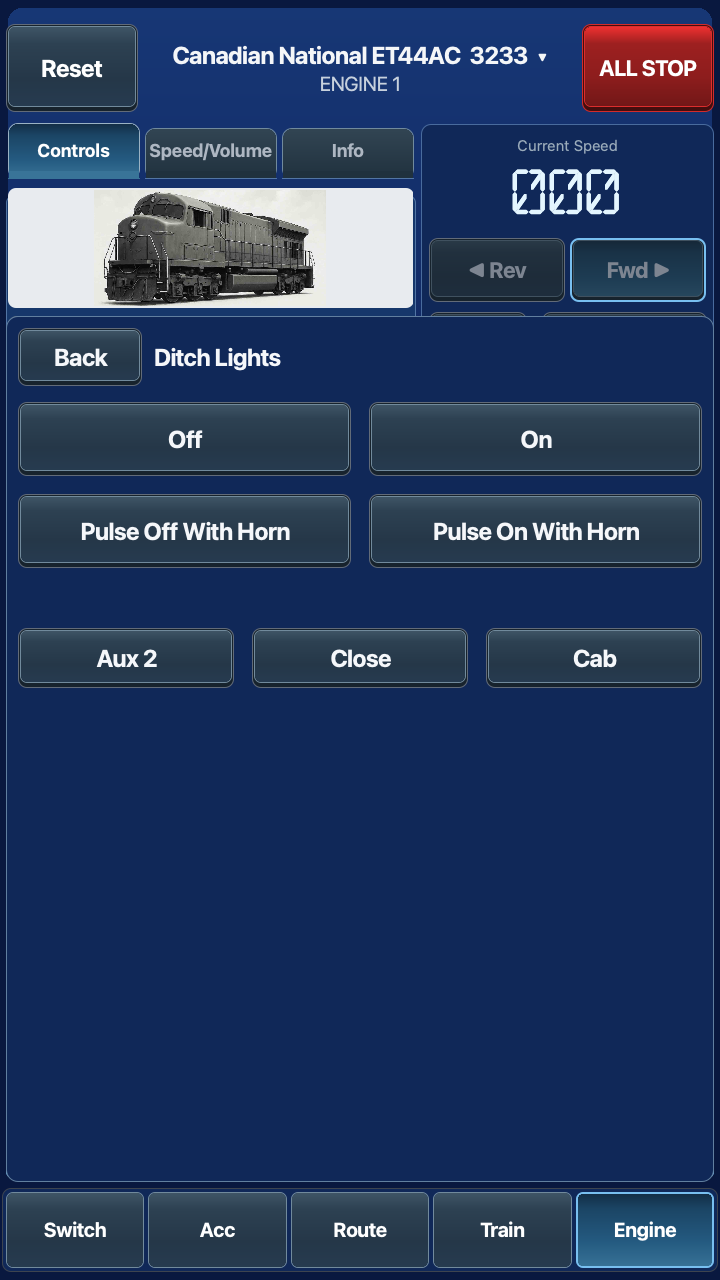 Reset
Canadian National ET44AC 3233 ▼
ENGINE 1
ALL STOP
Controls
Speed/Volume
Info
Current Speed
000
◀ Rev
Fwd ▶
Back
Ditch Lights
Off
On
Pulse Off With Horn
Pulse On With Horn
Aux 2
Close
Cab
Switch
Acc
Route
Train
Engine